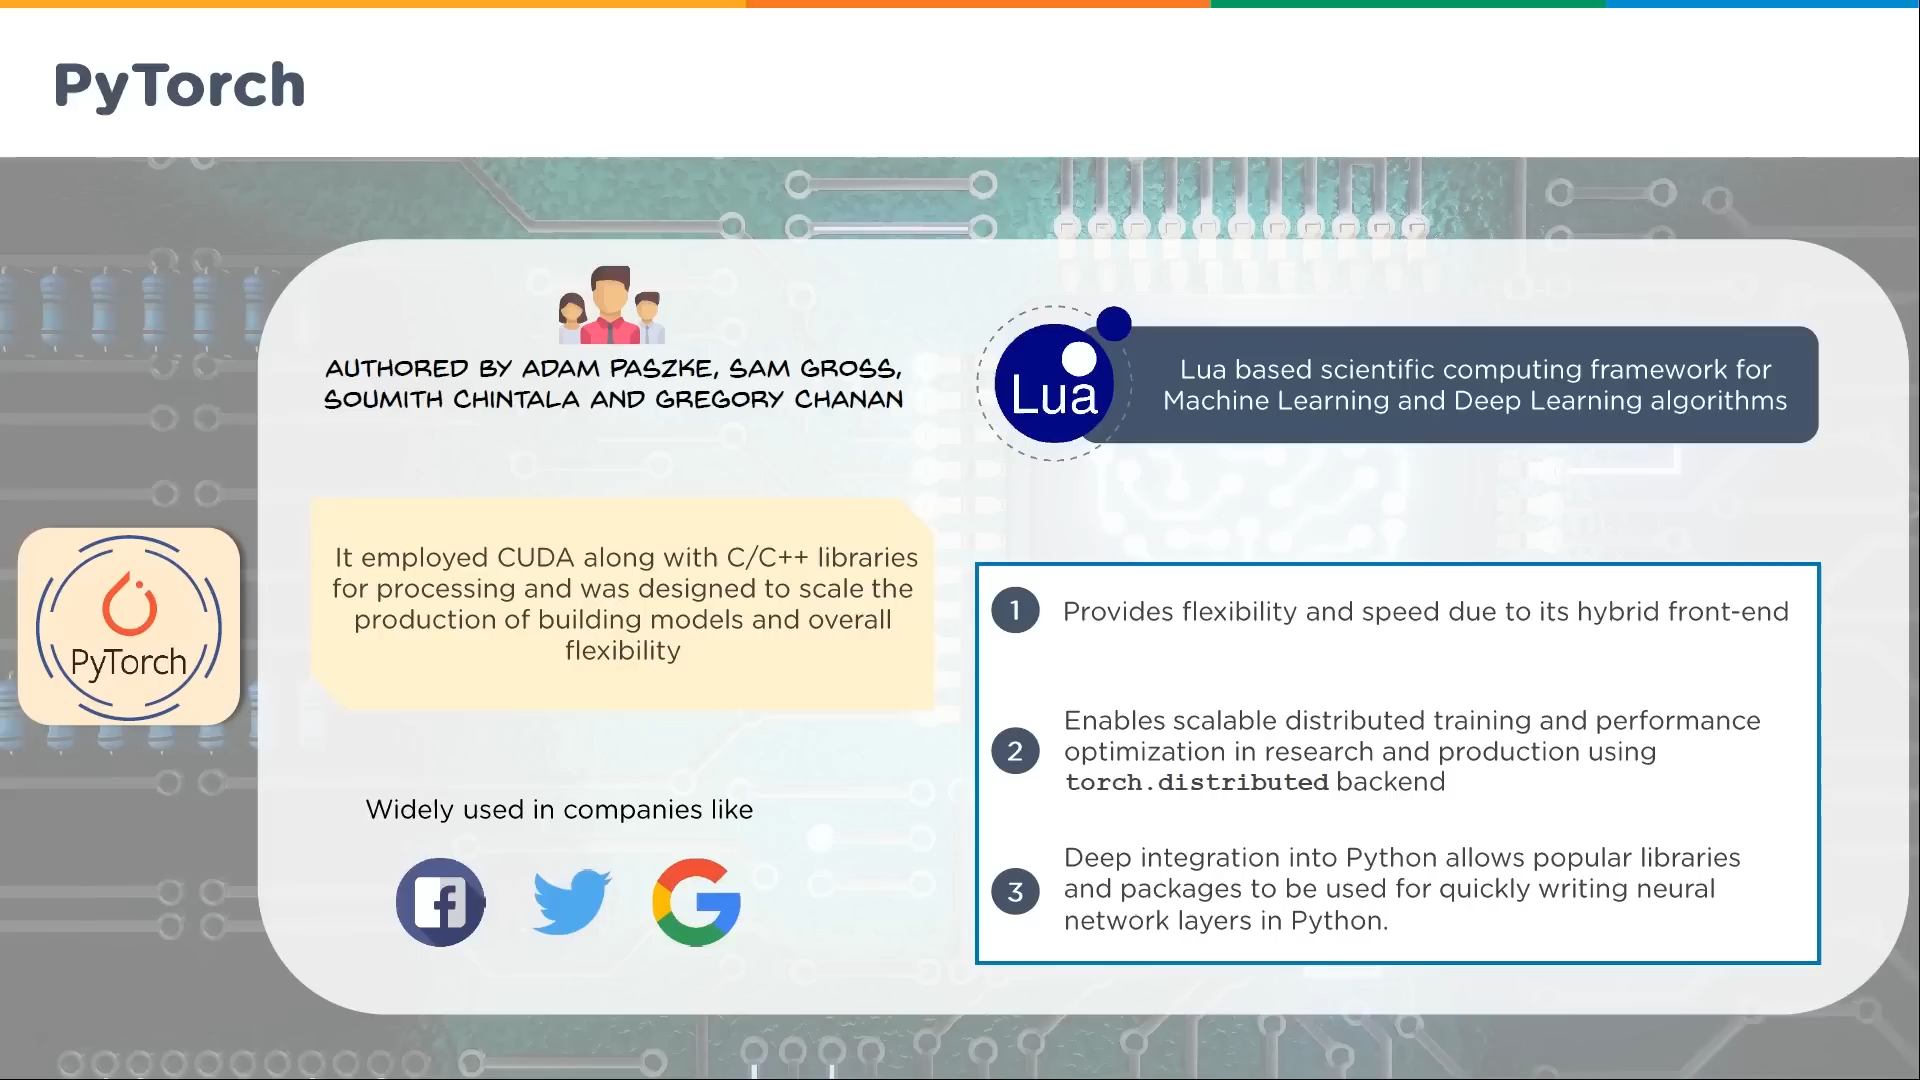 PyTorch
AUTHORED BY ADAM PASZKE, SAM GROSS,
SOUMITH CHINTALA AND GREGORY CHANAN
Lua
Lua based scientific computing framework for
Machine Learning and Deep Learning algorithms
It employed CUDA along with C/C++ libraries
for processing and was designed to scale the
production of building models and overall
flexibility
PyTorch
1 Provides flexibility and speed due to its hybrid front-end
2 Enables scalable distributed training and performance
optimization in research and production using
torch.distributed backend
3 Deep integration into Python allows popular libraries
and packages to be used for quickly writing neural
network layers in Python.
Widely used in companies like